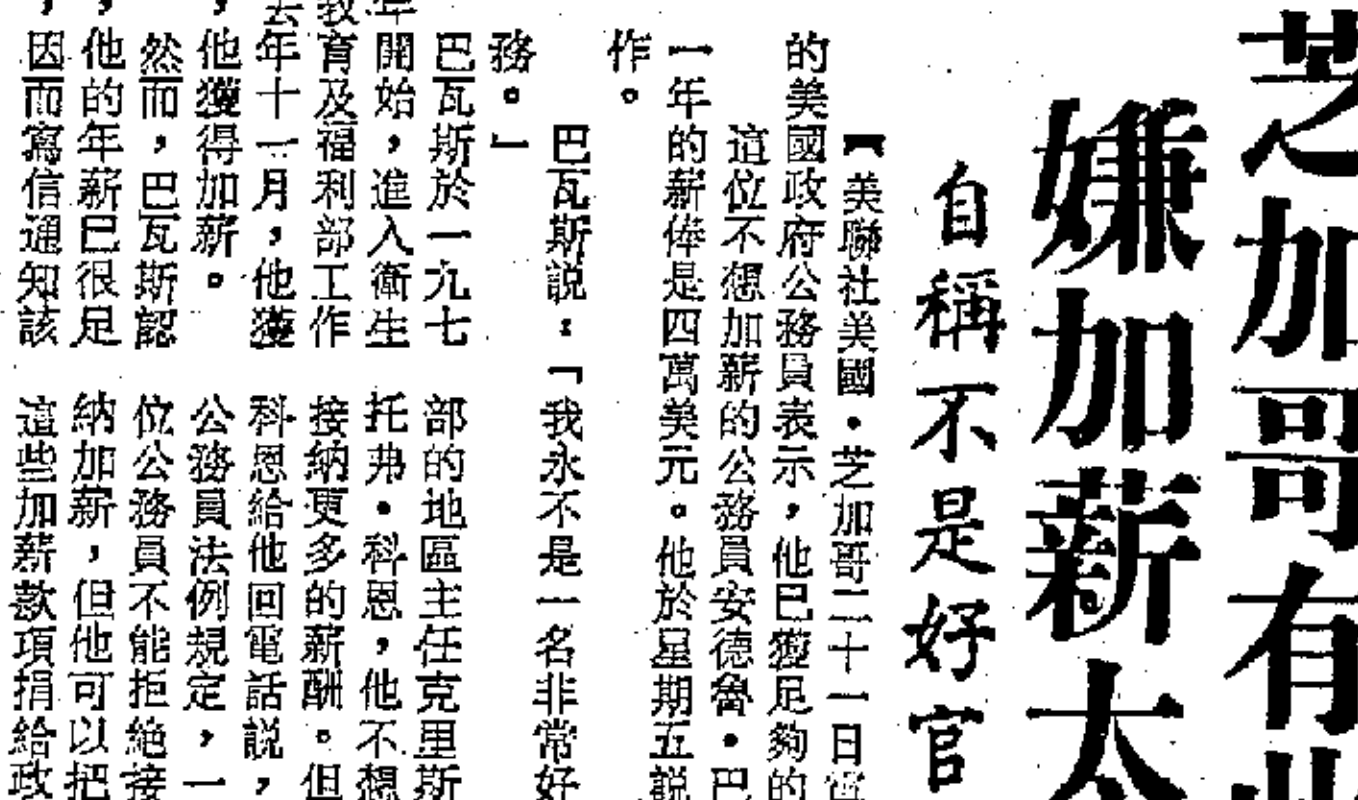 芝加哥有
嫌加薪太
自稱不是好官
【美聯社美國・芝加哥二十一日電
的美國政府公務員表示，他已獲足夠的
這位不想加薪的公務員安德魯・巴
一年的薪俸是四萬美元。他於星期五説
作。
巴瓦斯説：「我永不是一名非常好
務。」
巴瓦斯於一九七
年開始，進入衛生
教育及福利部工作
去年十一月，他獲
，他獲得加薪。
然而，巴瓦斯認
，他的年薪已很足
，因而寫信通知該
部的地區主任克里斯
托弗・科恩，他不想
接納更多的薪酬。但
科恩給他回電話説，
公務員法例規定，一
位公務員不能拒絕接
納加薪，但他可以把
這些加薪款項捐給政